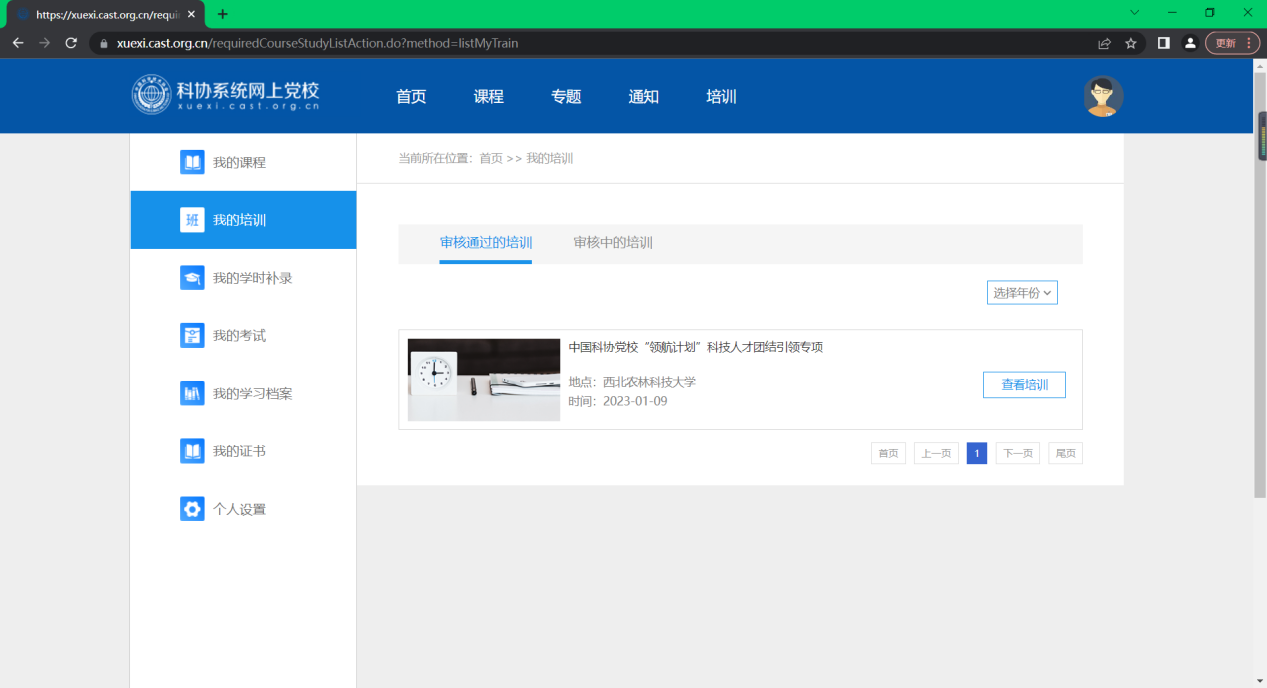 https://xuexi.cast.org.cn/requi
xuexi.cast.org.cn/requiredCourseStudyListAction.do?method=listMyTrain
更新
科协系统网上党校
xuexi.cast.org.cn
首页 课程 专题 通知 培训
我的课程
我的培训
我的学时补录
我的考试
我的学习档案
我的证书
个人设置
当前所在位置：首页 >> 我的培训
审核通过的培训 审核中的培训
选择年份
中国科协党校“领航计划”科技人才团结引领专项
地点：西北农林科技大学
时间：2023-01-09
查看培训
首页 上一页 1 下一页 尾页
班